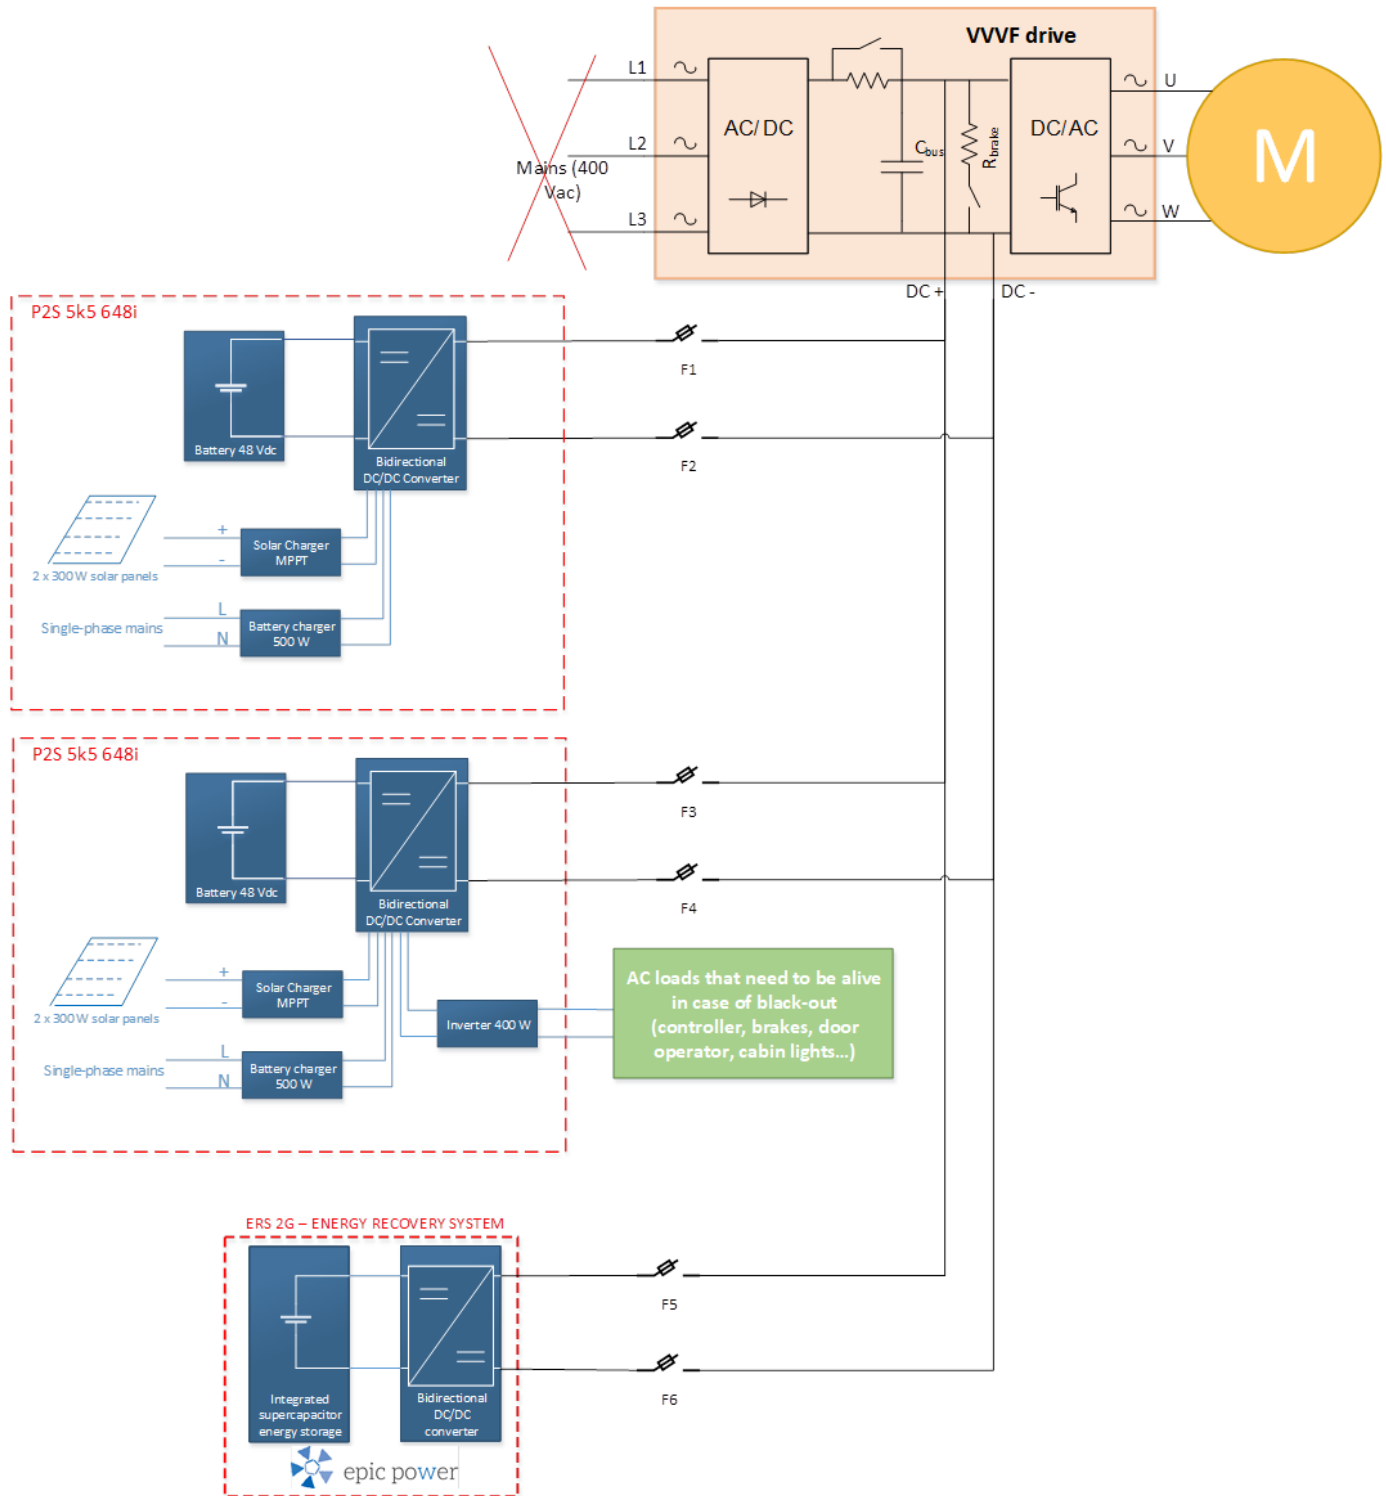 VVVF drive
L1
L2
L3
Mains (400
Vac)
AC/DC
Cbus
Rbrake
DC/AC
U
V
W
M
DC +
DC -
P2S 5k5 648i
Battery 48 Vdc
Bidirectional
DC/DC Converter
F1
F2
+
-
Solar Charger
MPPT
2 x 300 W solar panels
L
N
Single-phase mains
Battery charger
500 W
P2S 5k5 648i
Battery 48 Vdc
Bidirectional
DC/DC Converter
F3
F4
+
-
Solar Charger
MPPT
2 x 300 W solar panels
L
N
Single-phase mains
Battery charger
500 W
Inverter 400 W
AC loads that need to be alive
in case of black-out
(controller, brakes, door
operator, cabin lights...)
ERS 2G – ENERGY RECOVERY SYSTEM
Integrated
supercapacitor
energy storage
Bidirectional
DC/DC
converter
F5
F6
epic power